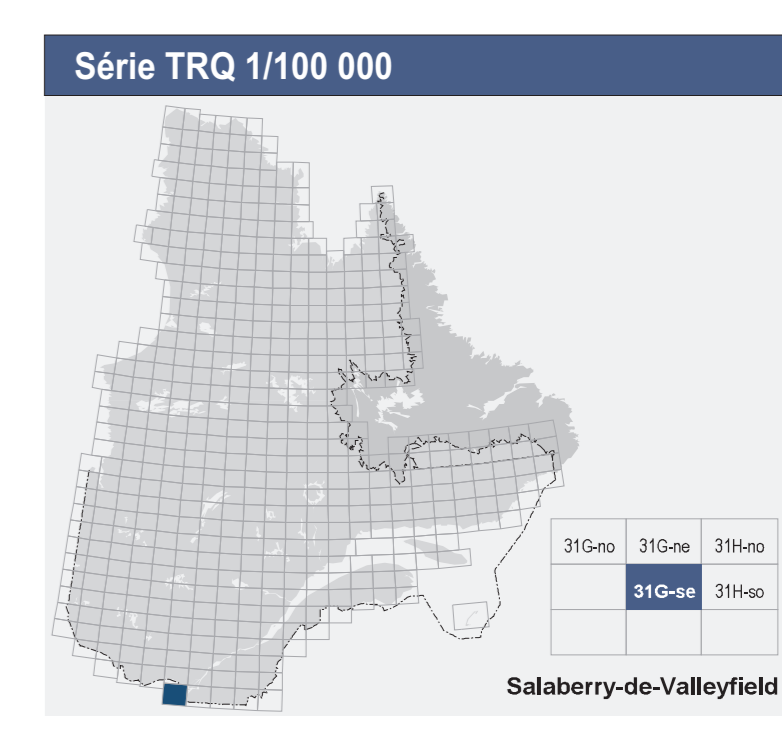 Série TRQ 1/100 000
31G-no 31G-ne 31H-no
31G-se 31H-so
Salaberry-de-Valleyfield